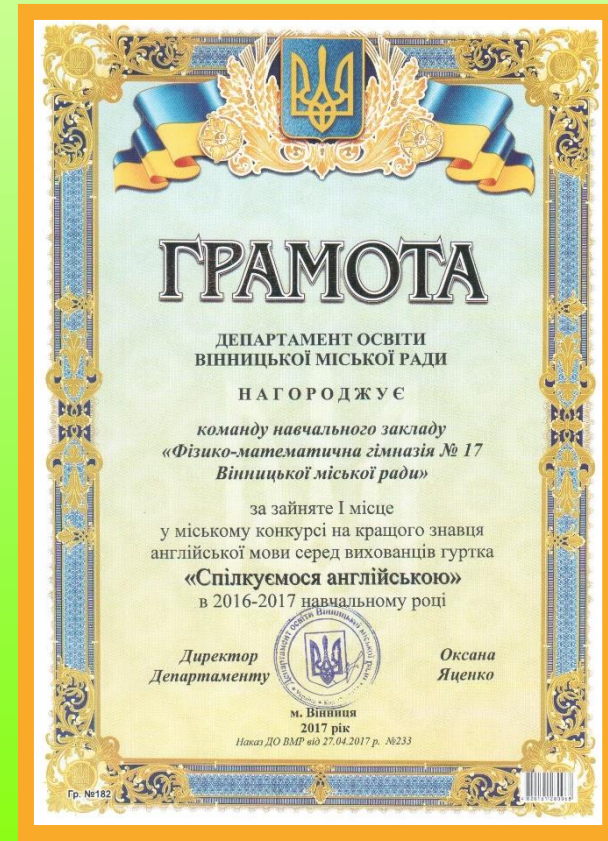 ГРАМОТА
ДЕПАРТАМЕНТ ОСВІТИ
ВІННИЦЬКОЇ МІСЬКОЇ РАДИ
НАГОРОДЖУЄ
команду навчального закладу
«Фізико-математична гімназія № 17
Вінницької міської ради»
за зайняте І місце
у міському конкурсі на кращого знавця
англійської мови серед вихованців гуртка
«Спілкуємося англійською»
в 2016-2017 навчальному році
Директор Оксана
Департаменту Яценко
м. Вінниця
2017 рік
Наказ ДО ВМР від 27.04.2017 р. №233
Гр. №182